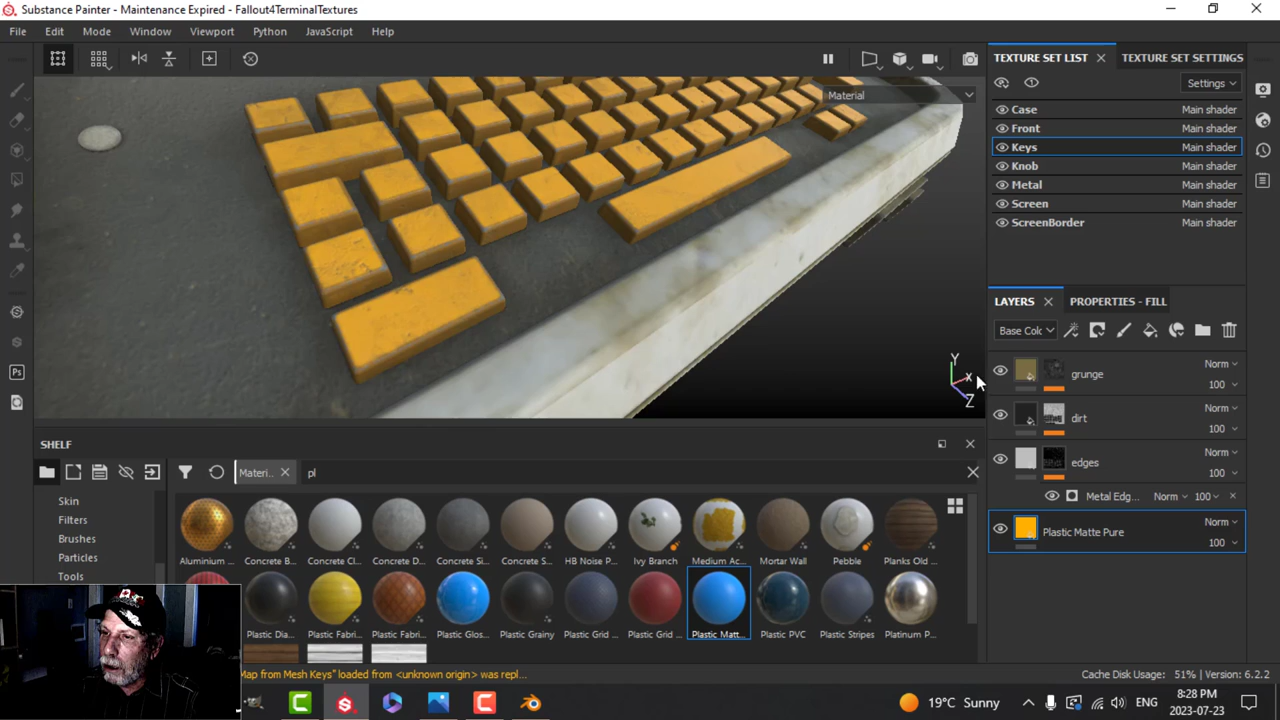 Substance Painter - Maintenance Expired - Fallout4TerminalTextures
File Edit Mode Window Viewport Python JavaScript Help
Material
TEXTURE SET LIST TEXTURE SET SETTINGS
Settings
Case Main shader
Front Main shader
Keys Main shader
Knob Main shader
Metal Main shader
Screen Main shader
ScreenBorder Main shader
Y
X
Z
LAYERS PROPERTIES - FILL
Base Colc
grunge Norm 100
dirt Norm 100
edges Norm 100
Metal Edg... Norm 100
Plastic Matte Pure Norm 100
SHELF
Materi.. pl
Skin
Filters
Brushes
Particles
Tools
Aluminium ... Concrete B... Concrete Cl... Concrete D... Concrete Si... Concrete S... HB Noise P... Ivy Branch Medium Ac... Mortar Wall Pebble Planks Old ...
Plastic Dia... Plastic Fabri... Plastic Fabri... Plastic Glos... Plastic Grainy Plastic Grid ... Plastic Grid ... Plastic Matt... Plastic PVC Plastic Stripes Platinum P...
Map from Mesh Keys" loaded from <unknown origin> was repl...
Cache Disk Usage: 51% | Version: 6.2.2
Ps
19°C Sunny
ENG
8:28 PM
2023-07-23